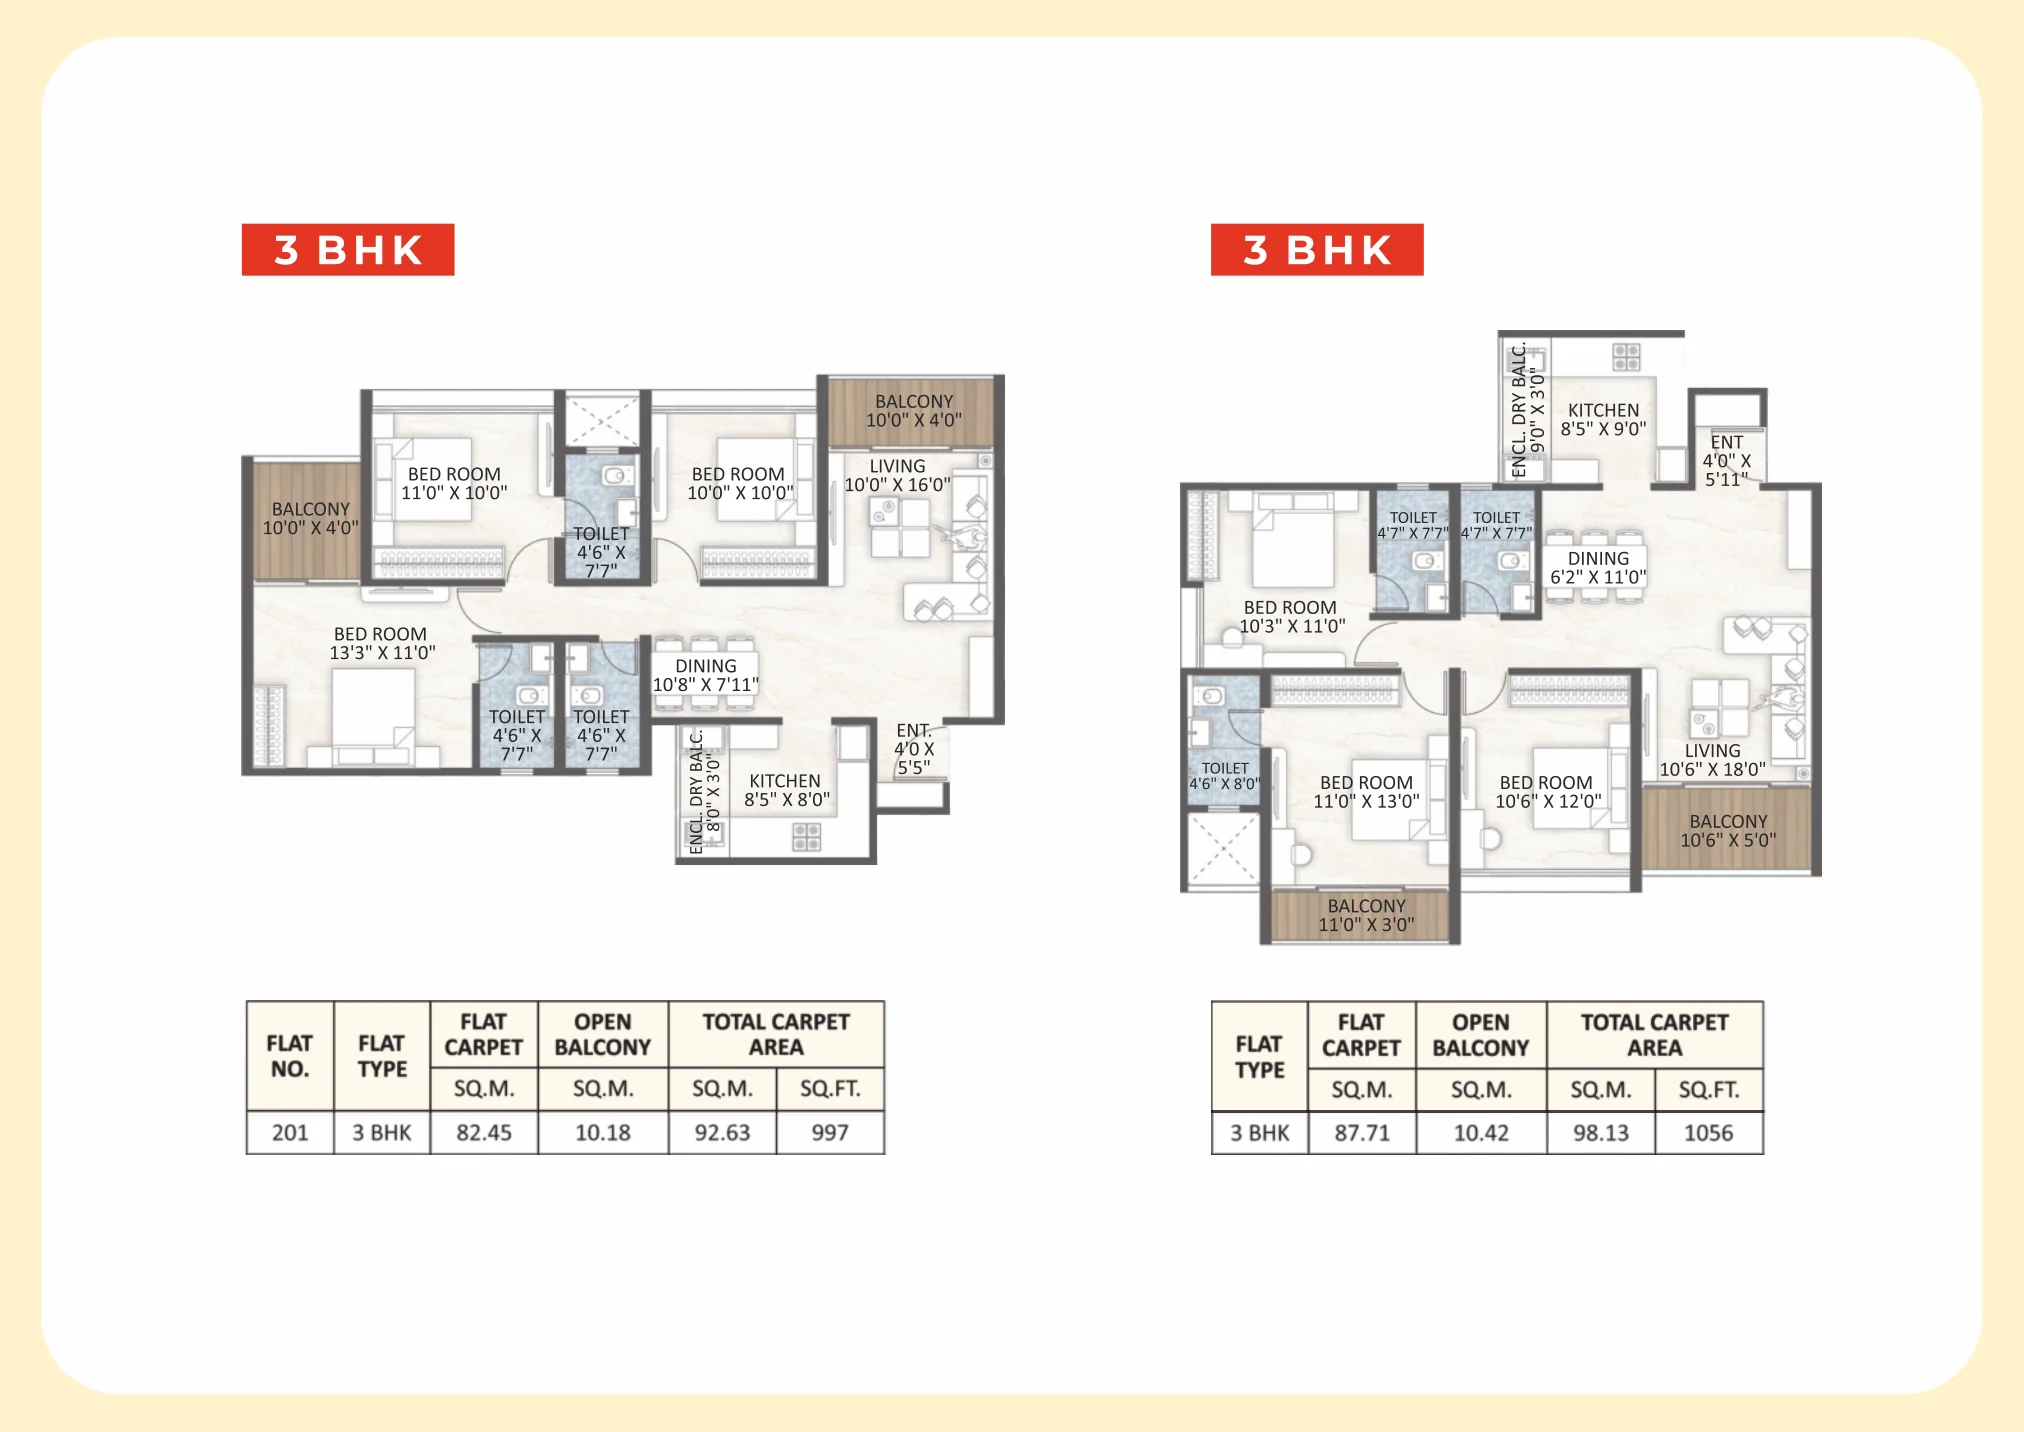 3 BHK
BALCONY
10'0" X 4'0"
BED ROOM
11'0" X 10'0"
TOILET
4'6" X
7'7"
BED ROOM
10'0" X 10'0"
BALCONY
10'0" X 4'0"
LIVING
10'0" X 16'0"
BED ROOM
13'3" X 11'0"
TOILET
4'6" X
7'7"
TOILET
4'6" X
7'7"
DINING
10'8" X 7'11"
ENCL. DRY BALC.
8'0" X 3'0"
KITCHEN
8'5" X 8'0"
ENT.
4'0 X
5'5"
FLAT NO.
FLAT TYPE
FLAT CARPET
OPEN BALCONY
TOTAL CARPET AREA
SQ.M.
SQ.M.
SQ.M.
SQ.FT.
201
3 BHK
82.45
10.18
92.63
997
3 BHK
ENCL. DRY BALC.
9'0" X 3'0"
KITCHEN
8'5" X 9'0"
ENT
4'0" X
5'11"
BED ROOM
10'3" X 11'0"
TOILET
4'7" X 7'7"
TOILET
4'7" X 7'7"
DINING
6'2" X 11'0"
TOILET
4'6" X 8'0"
BED ROOM
11'0" X 13'0"
BED ROOM
10'6" X 12'0"
LIVING
10'6" X 18'0"
BALCONY
10'6" X 5'0"
BALCONY
11'0" X 3'0"
FLAT TYPE
FLAT CARPET
OPEN BALCONY
TOTAL CARPET AREA
SQ.M.
SQ.M.
SQ.M.
SQ.FT.
3 BHK
87.71
10.42
98.13
1056